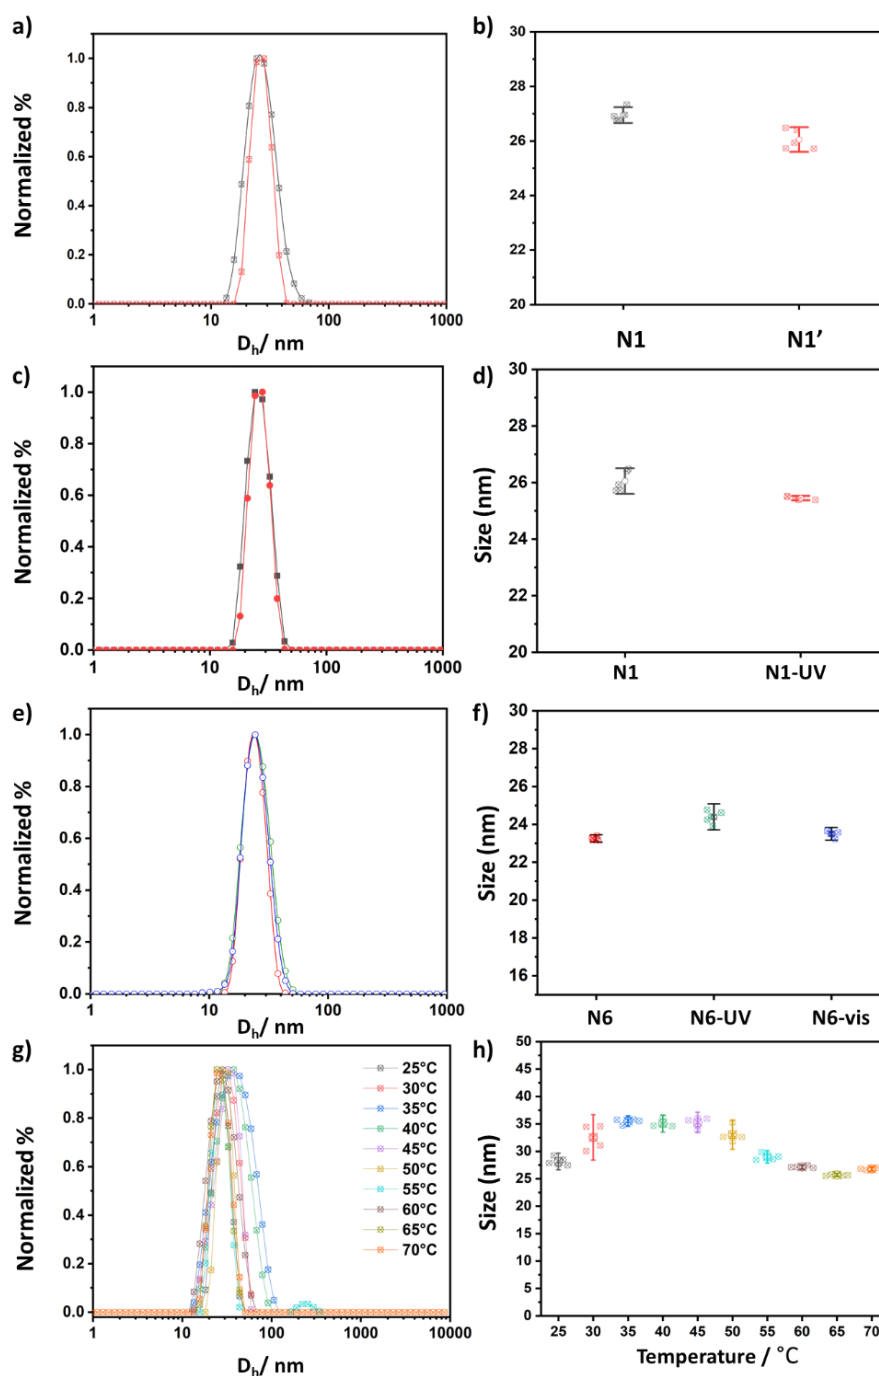 a)
Normalized %
1.0
0.8
0.6
0.4
0.2
0.0
1 10 100 1000
Dₕ/ nm
b)
30
28
26
24
22
20
N1 N1’
c)
Normalized %
1.0
0.8
0.6
0.4
0.2
0.0
1 10 100 1000
Dₕ/ nm
d)
Size (nm)
30
28
26
24
22
20
N1 N1-UV
e)
Normalized %
1.0
0.8
0.6
0.4
0.2
0.0
1 10 100 1000
Dₕ/ nm
f)
Size (nm)
30
28
26
24
22
20
18
16
N6 N6-UV N6-vis
g)
Normalized %
1.0
0.8
0.6
0.4
0.2
0.0
25°C
30°C
35°C
40°C
45°C
50°C
55°C
60°C
65°C
70°C
1 10 100 1000 10000
Dₕ/ nm
h)
Size (nm)
50
45
40
35
30
25
20
15
10
5
0
25 30 35 40 45 50 55 60 65 70
Temperature / °C